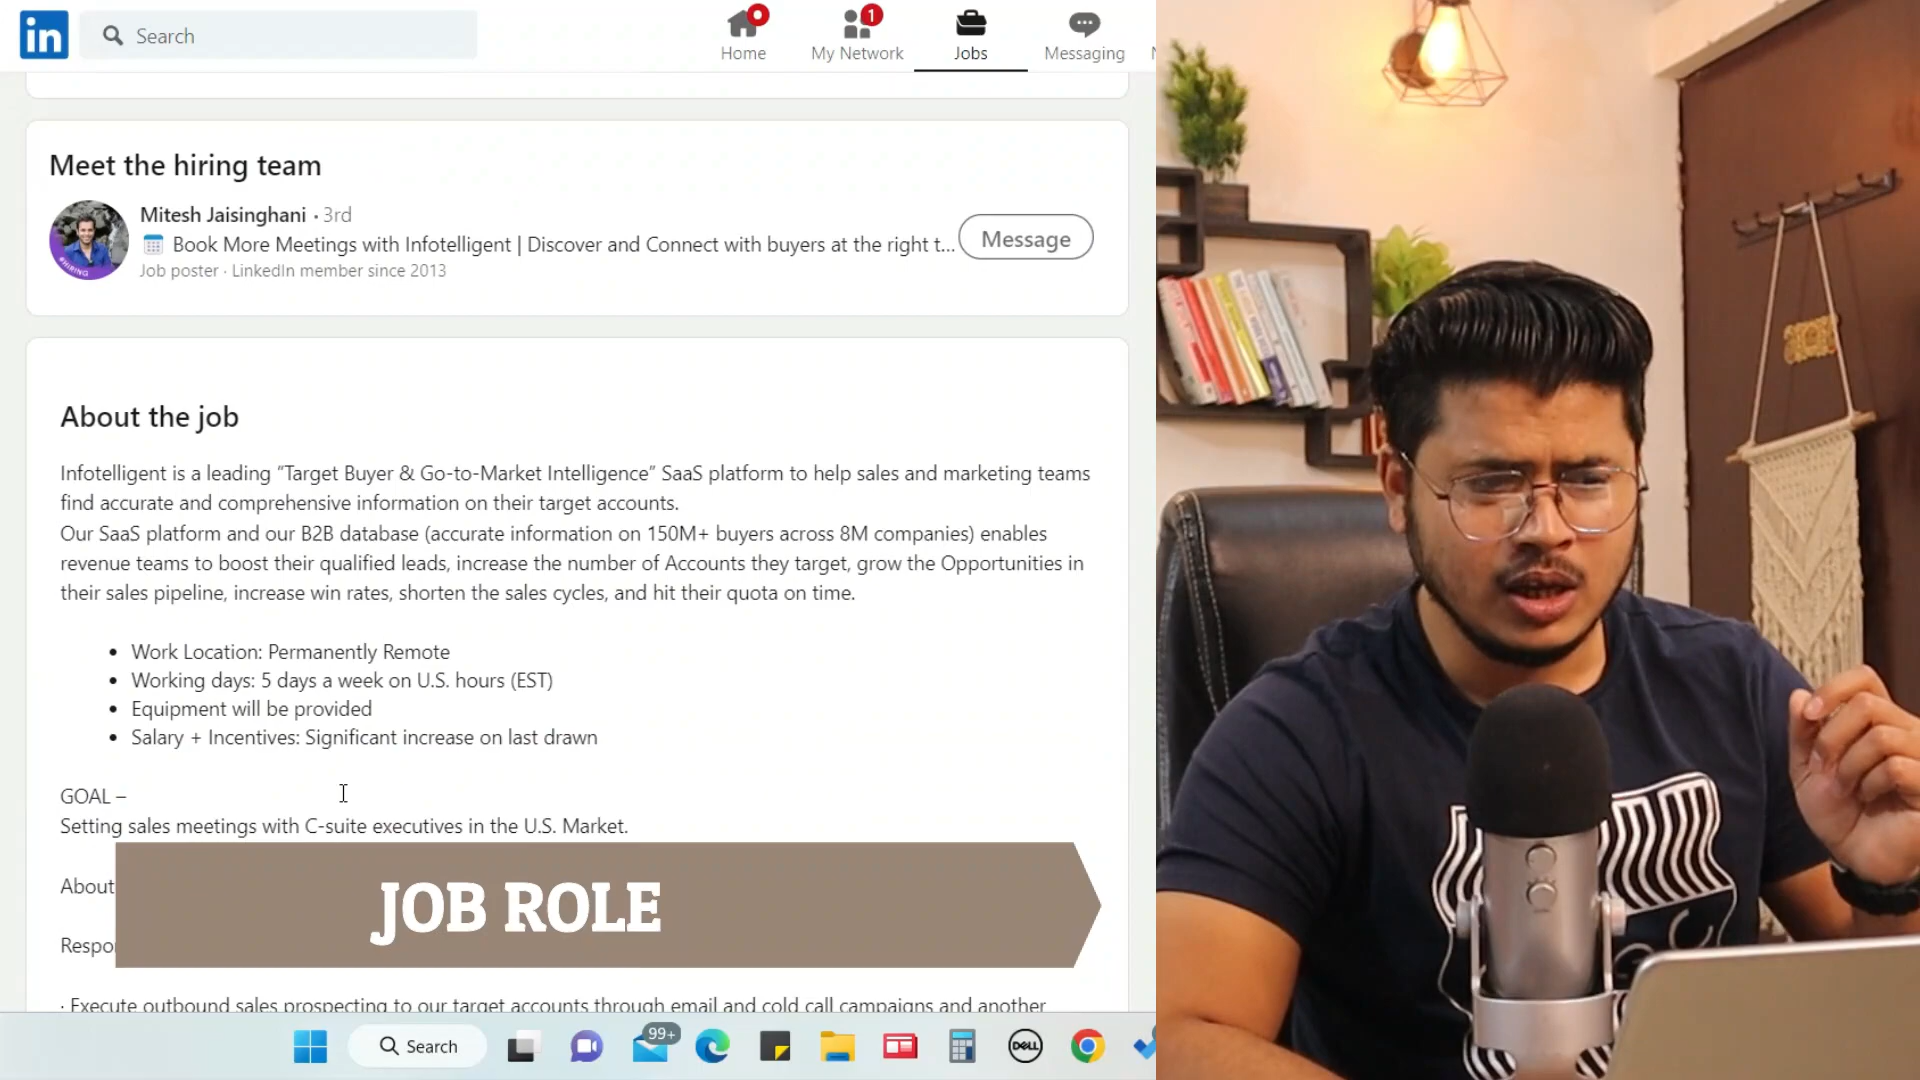 in
Search
Home
1
My Network
Jobs
Messaging
Meet the hiring team
Mitesh Jaisinghani • 3rd
Book More Meetings with Infotelligent | Discover and Connect with buyers at the right t...
Message
#HIRING
Job poster · LinkedIn member since 2013
About the job
Infotelligent is a leading “Target Buyer & Go-to-Market Intelligence” SaaS platform to help sales and marketing teams
find accurate and comprehensive information on their target accounts.
Our SaaS platform and our B2B database (accurate information on 150M+ buyers across 8M companies) enables
revenue teams to boost their qualified leads, increase the number of Accounts they target, grow the Opportunities in
their sales pipeline, increase win rates, shorten the sales cycles, and hit their quota on time.
• Work Location: Permanently Remote
• Working days: 5 days a week on U.S. hours (EST)
• Equipment will be provided
• Salary + Incentives: Significant increase on last drawn
GOAL –
Setting sales meetings with C-suite executives in the U.S. Market.
About
JOB ROLE
Respo
· Execute outbound sales prospecting to our target accounts through email and cold call campaigns and another
Search
99+
DELL